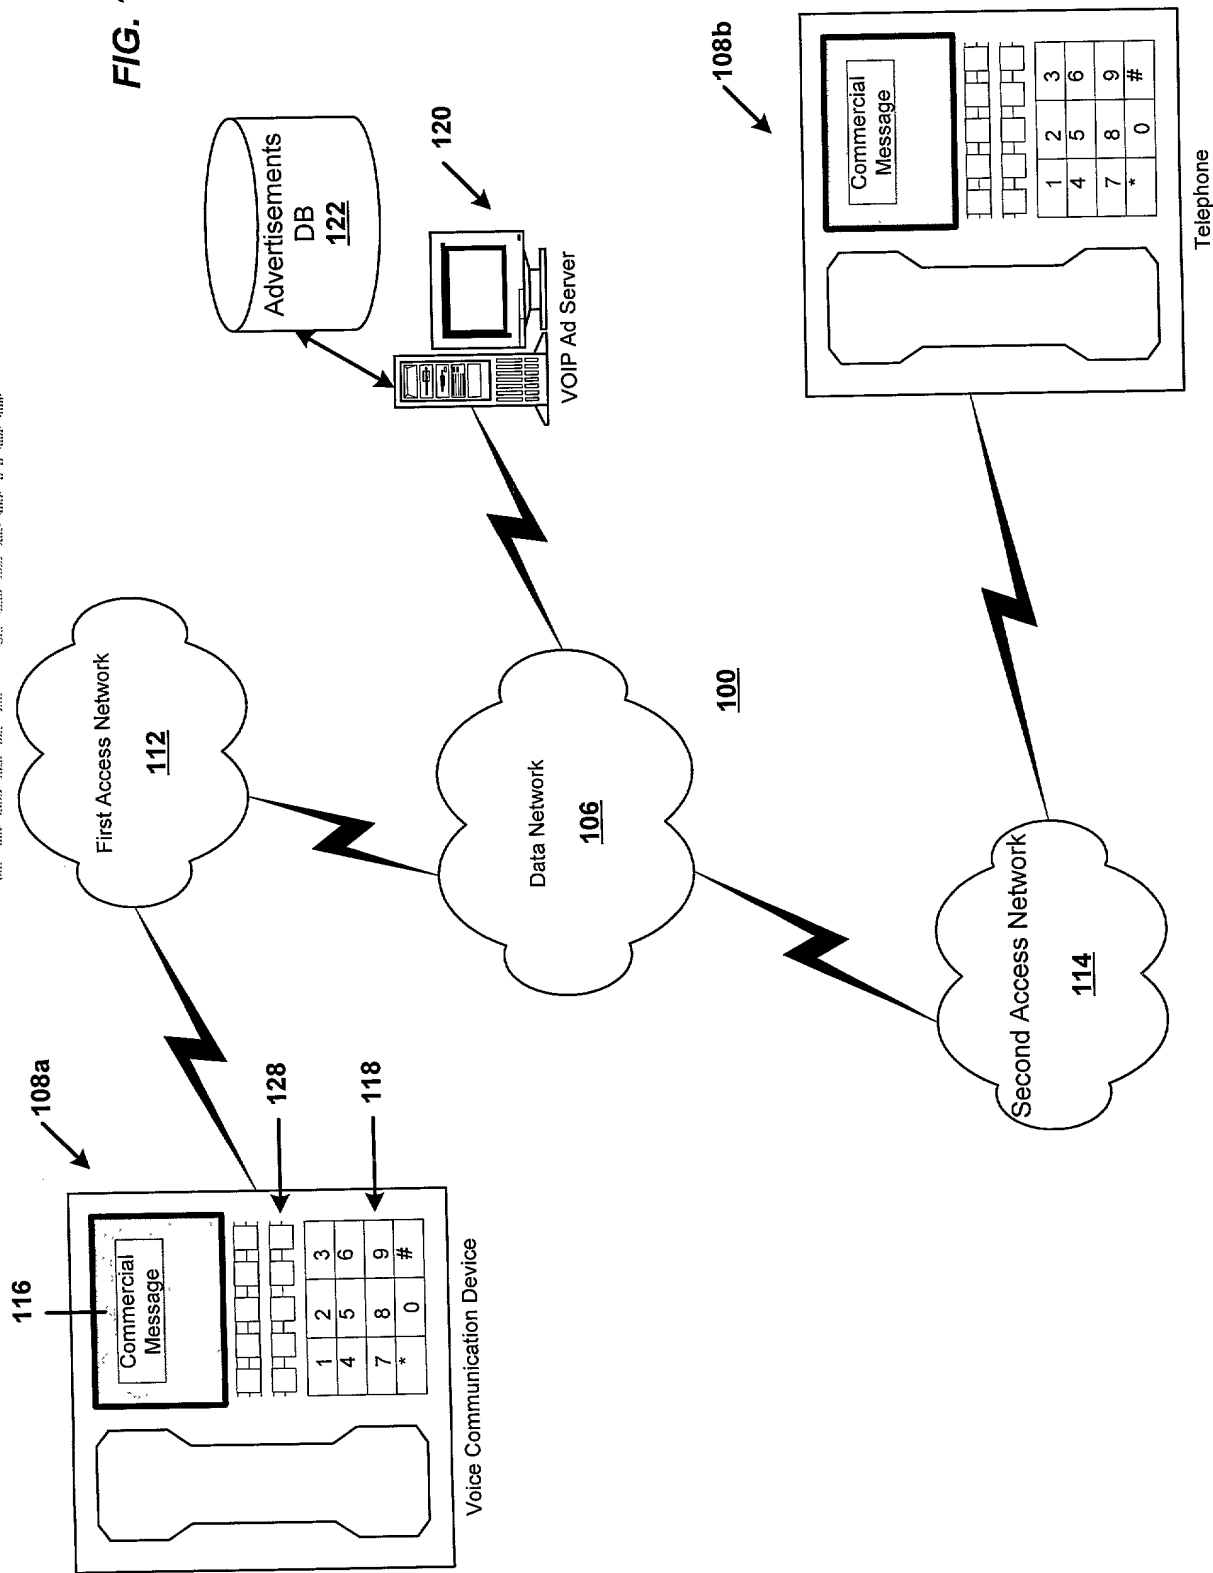 FIG.
116
108a
Commercial
Message
128
118
1 2 3
4 5 6
7 8 9
* 0 #
Voice Communication Device
First Access Network
112
Advertisements
DB
122
120
VOIP Ad Server
Data Network
106
100
108b
Commercial
Message
1 2 3
4 5 6
7 8 9
* 0 #
Telephone
Second Access Network
114